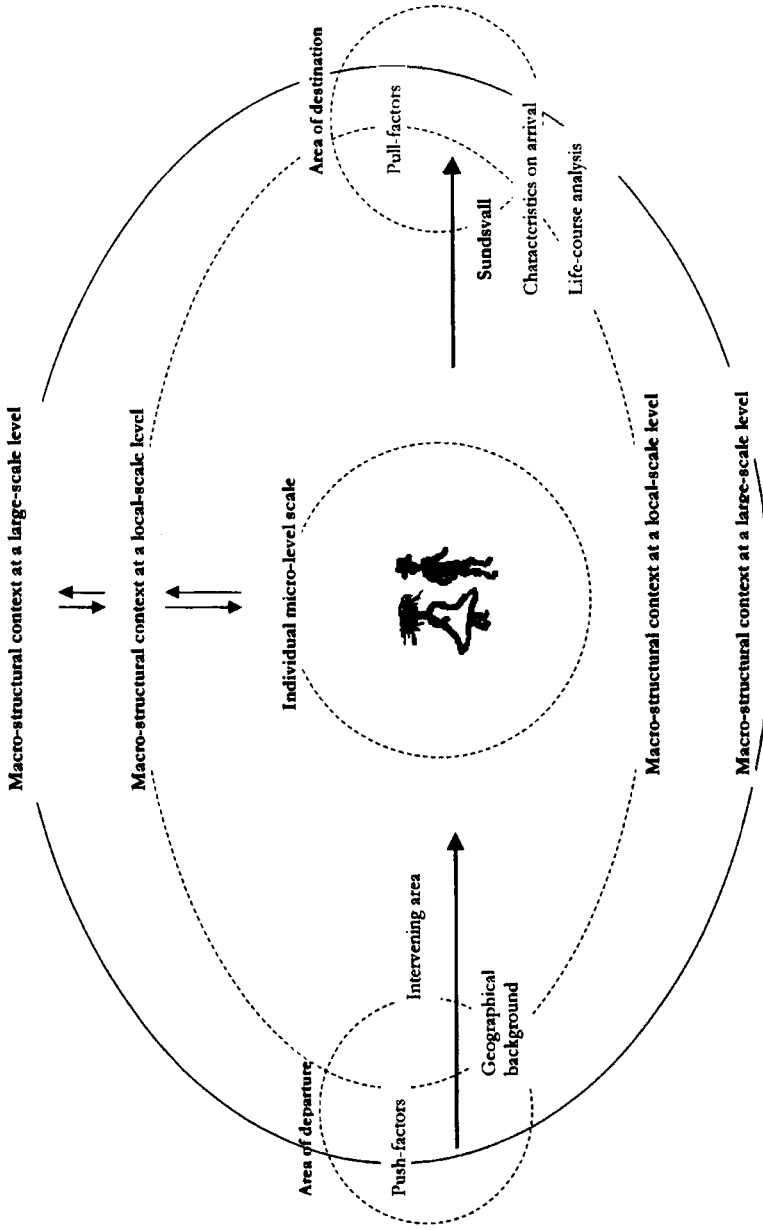 Macro-structural context at a large-scale level
Macro-structural context at a local-scale level
Individual micro-level scale
Area of departure
Push-factors
Intervening area
Geographical
background
Area of destination
Pull-factors
Sundsvall
Characteristics on arrival
Life-course analysis
Macro-structural context at a local-scale level
Macro-structural context at a large-scale level